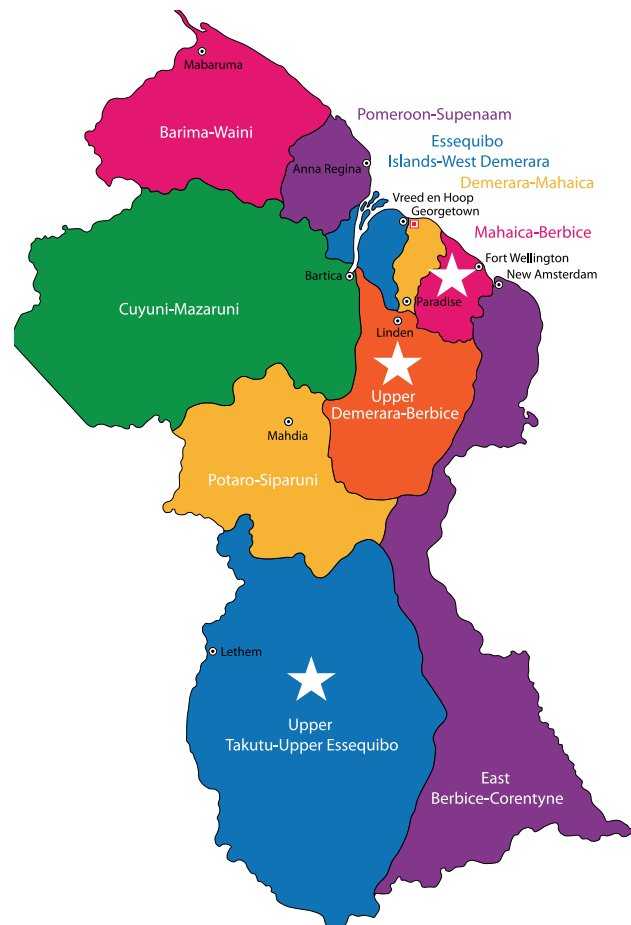 Mabaruma
Barima-Waini
Pomeroon-Supenaam
Anna Regina
Essequibo
Islands-West Demerara
Demerara-Mahaica
Vreed en Hoop
Georgetown
Mahaica-Berbice
Fort Wellington
New Amsterdam
Bartica
Paradise
Cuyuni-Mazaruni
Linden
Upper
Demerara-Berbice
Mahdia
Potaro-Siparuni
Lethem
Upper
Takutu-Upper Essequibo
East
Berbice-Corentyne